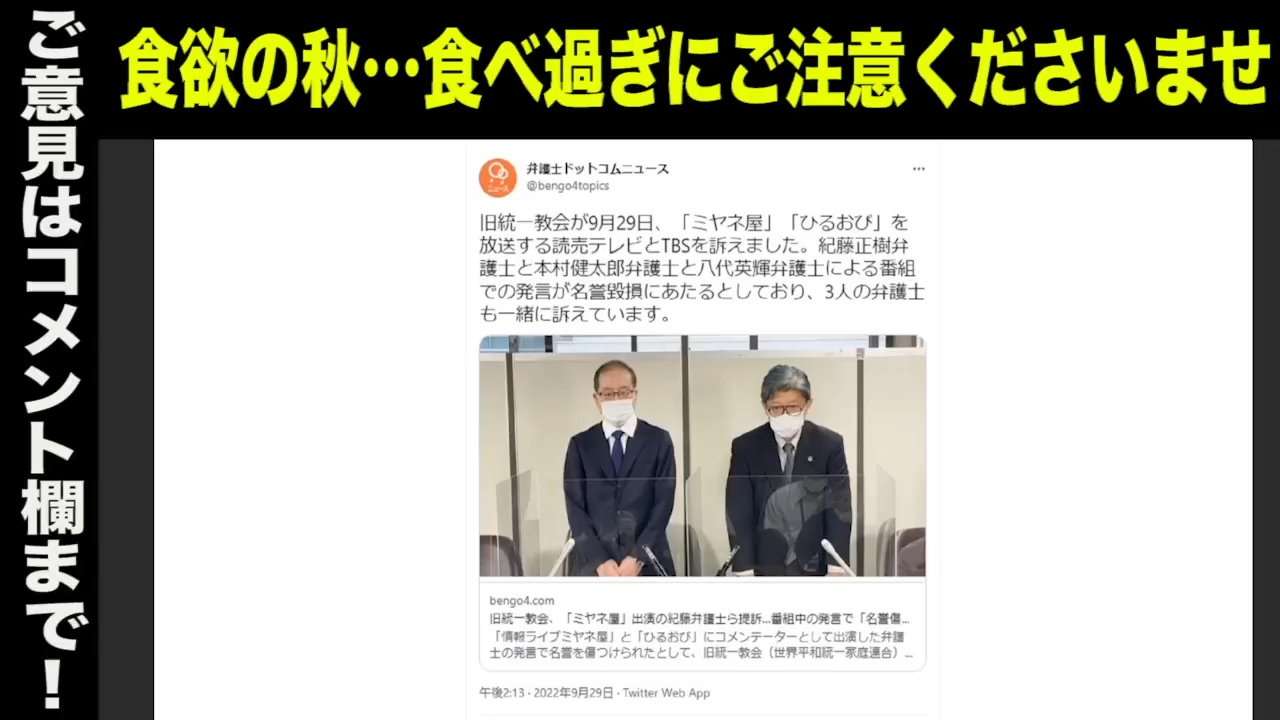 食欲の秋…食べ過ぎにご注意くださいませ
ご意見はコメント欄まで！
弁護士ドットコムニュース
@bengo4topics
ニュース
旧統一教会が9月29日、「ミヤネ屋」「ひるおび」を
放送する読売テレビとTBSを訴えました。紀藤正樹弁
護士と本村健太郎弁護士と八代英輝弁護士による番組
での発言が名誉毀損にあたるとしており、3人の弁護士
も一緒に訴えています。
bengo4.com
旧統一教会、「ミヤネ屋」出演の紀藤弁護士ら提訴...番組中の発言で「名誉傷...
「情報ライブミヤネ屋」と「ひるおび」にコメンテーターとして出演した弁護
士の発言で名誉を傷つけられたとして、旧統一教会（世界平和統一家庭連合）...
午後2:13 · 2022年9月29日 · Twitter Web App